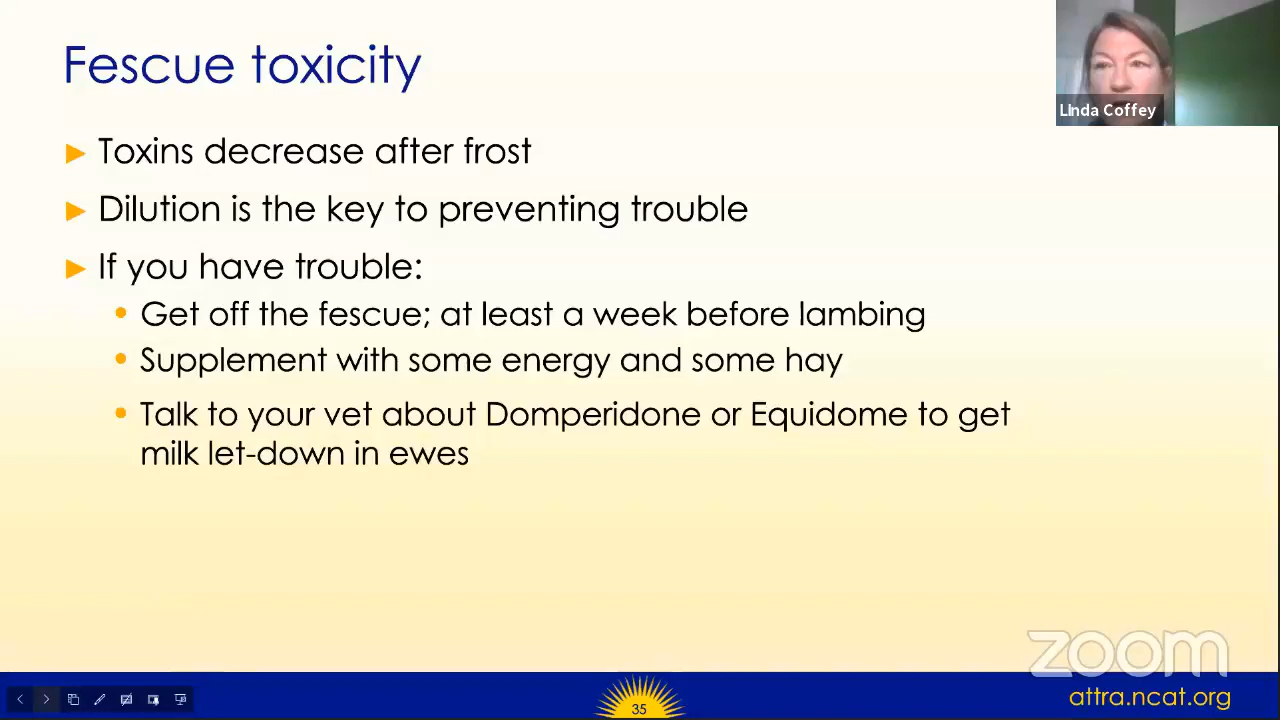 Fescue toxicity
Linda Coffey
Toxins decrease after frost
Dilution is the key to preventing trouble
If you have trouble:
Get off the fescue; at least a week before lambing
Supplement with some energy and some hay
Talk to your vet about Domperidone or Equidome to get
milk let-down in ewes
zoom
35
attra.ncat.org